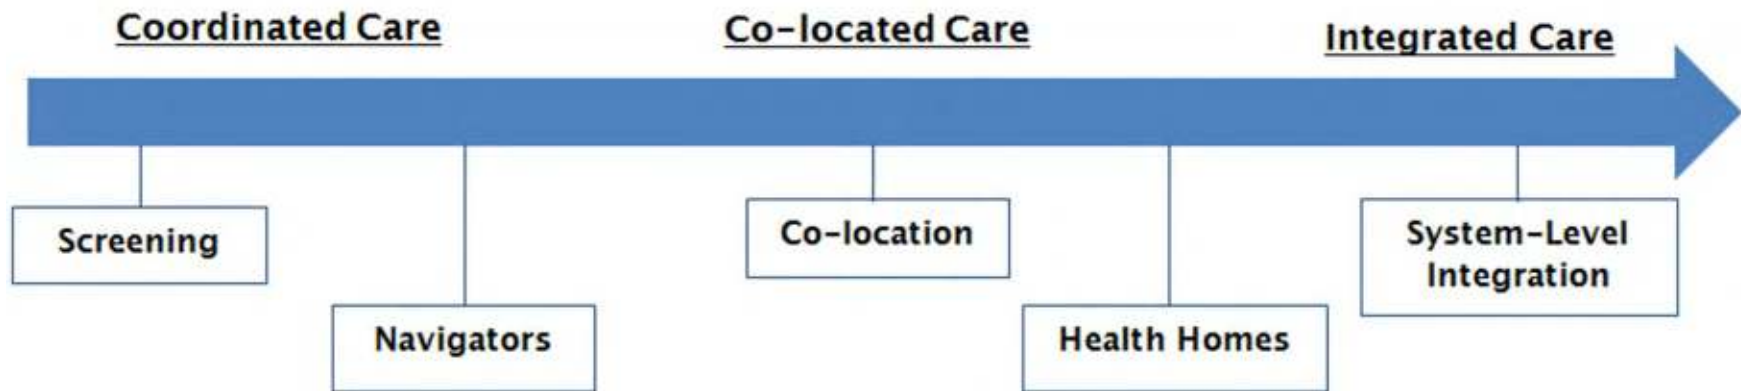 Coordinated Care
Co-located Care
Integrated Care
Screening
Navigators
Co-location
Health Homes
System-Level
Integration